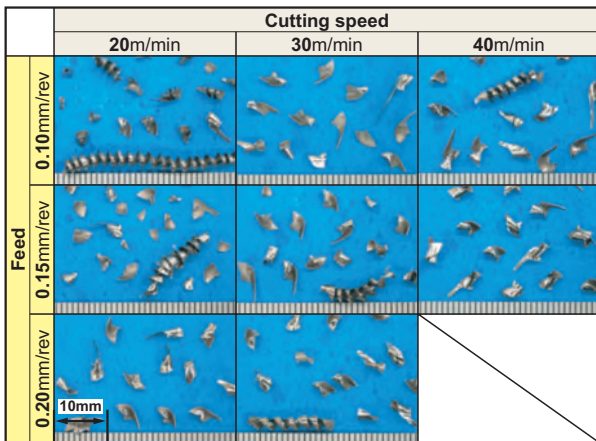 Cutting speed
20m/min 30m/min 40m/min
Feed
0.10mm/rev
0.15mm/rev
0.20mm/rev
10mm